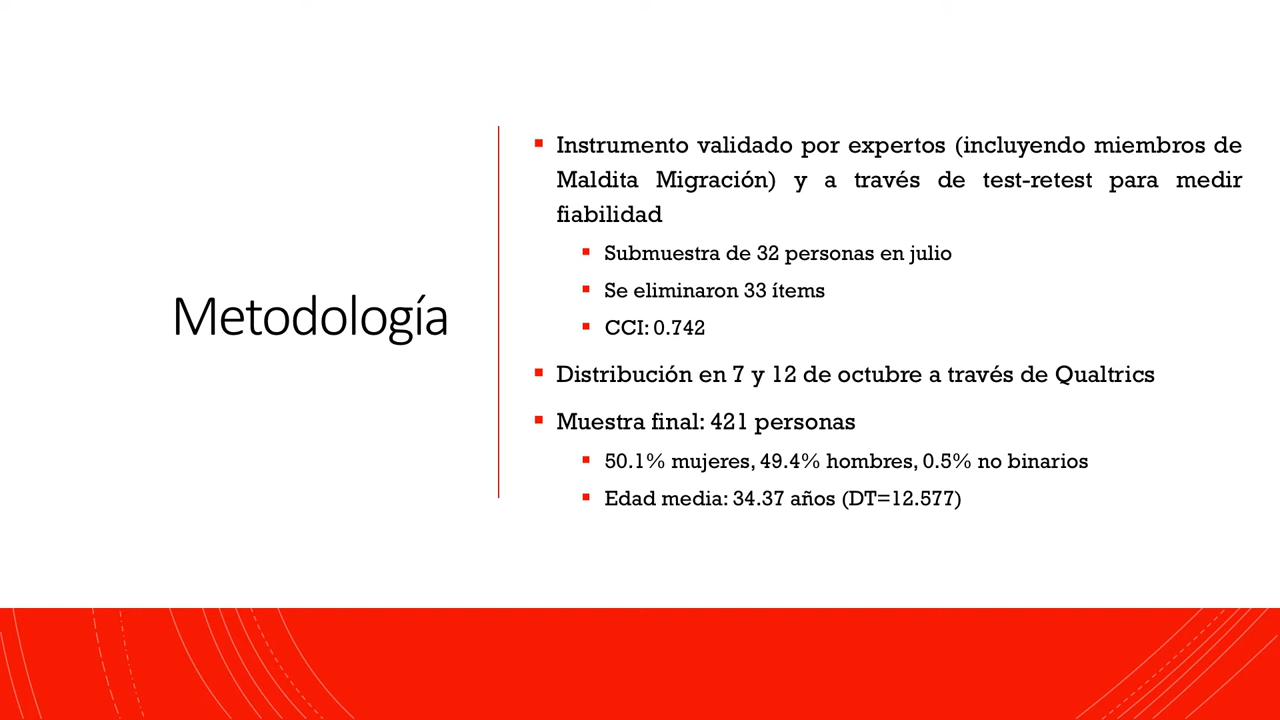 Metodología
Instrumento validado por expertos (incluyendo miembros de
Maldita Migración) y a través de test-retest para medir
fiabilidad
Submuestra de 32 personas en julio
Se eliminaron 33 ítems
CCI: 0.742
Distribución en 7 y 12 de octubre a través de Qualtrics
Muestra final: 421 personas
50.1% mujeres, 49.4% hombres, 0.5% no binarios
Edad media: 34.37 años (DT=12.577)